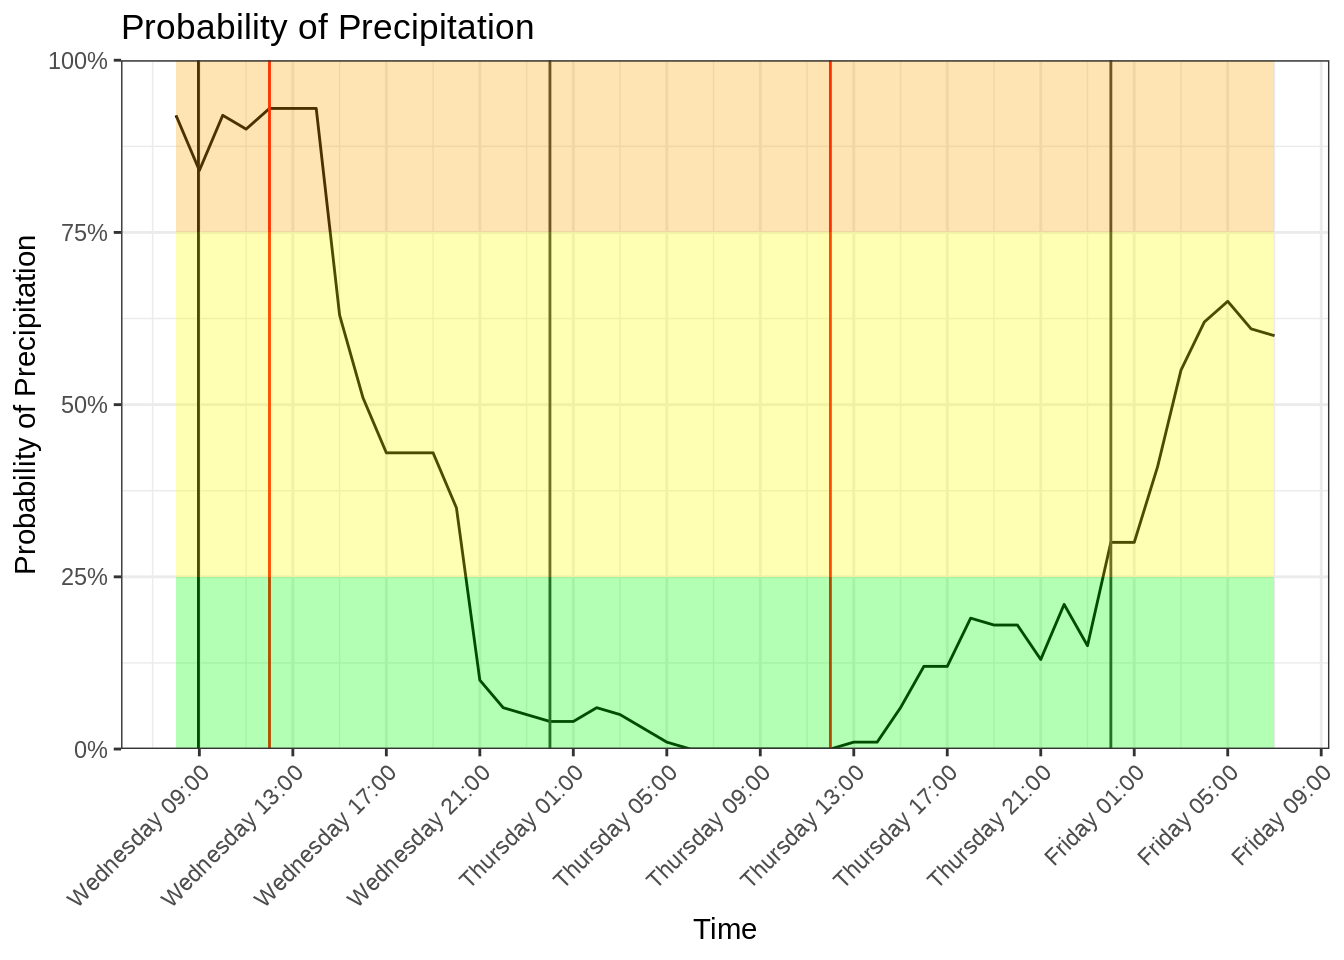 Probability of Precipitation
100%
75%
50%
25%
0%
Probability of Precipitation
Wednesday 09:00
Wednesday 13:00
Wednesday 17:00
Wednesday 21:00
Thursday 01:00
Thursday 05:00
Thursday 09:00
Thursday 13:00
Thursday 17:00
Thursday 21:00
Friday 01:00
Friday 05:00
Friday 09:00
Time